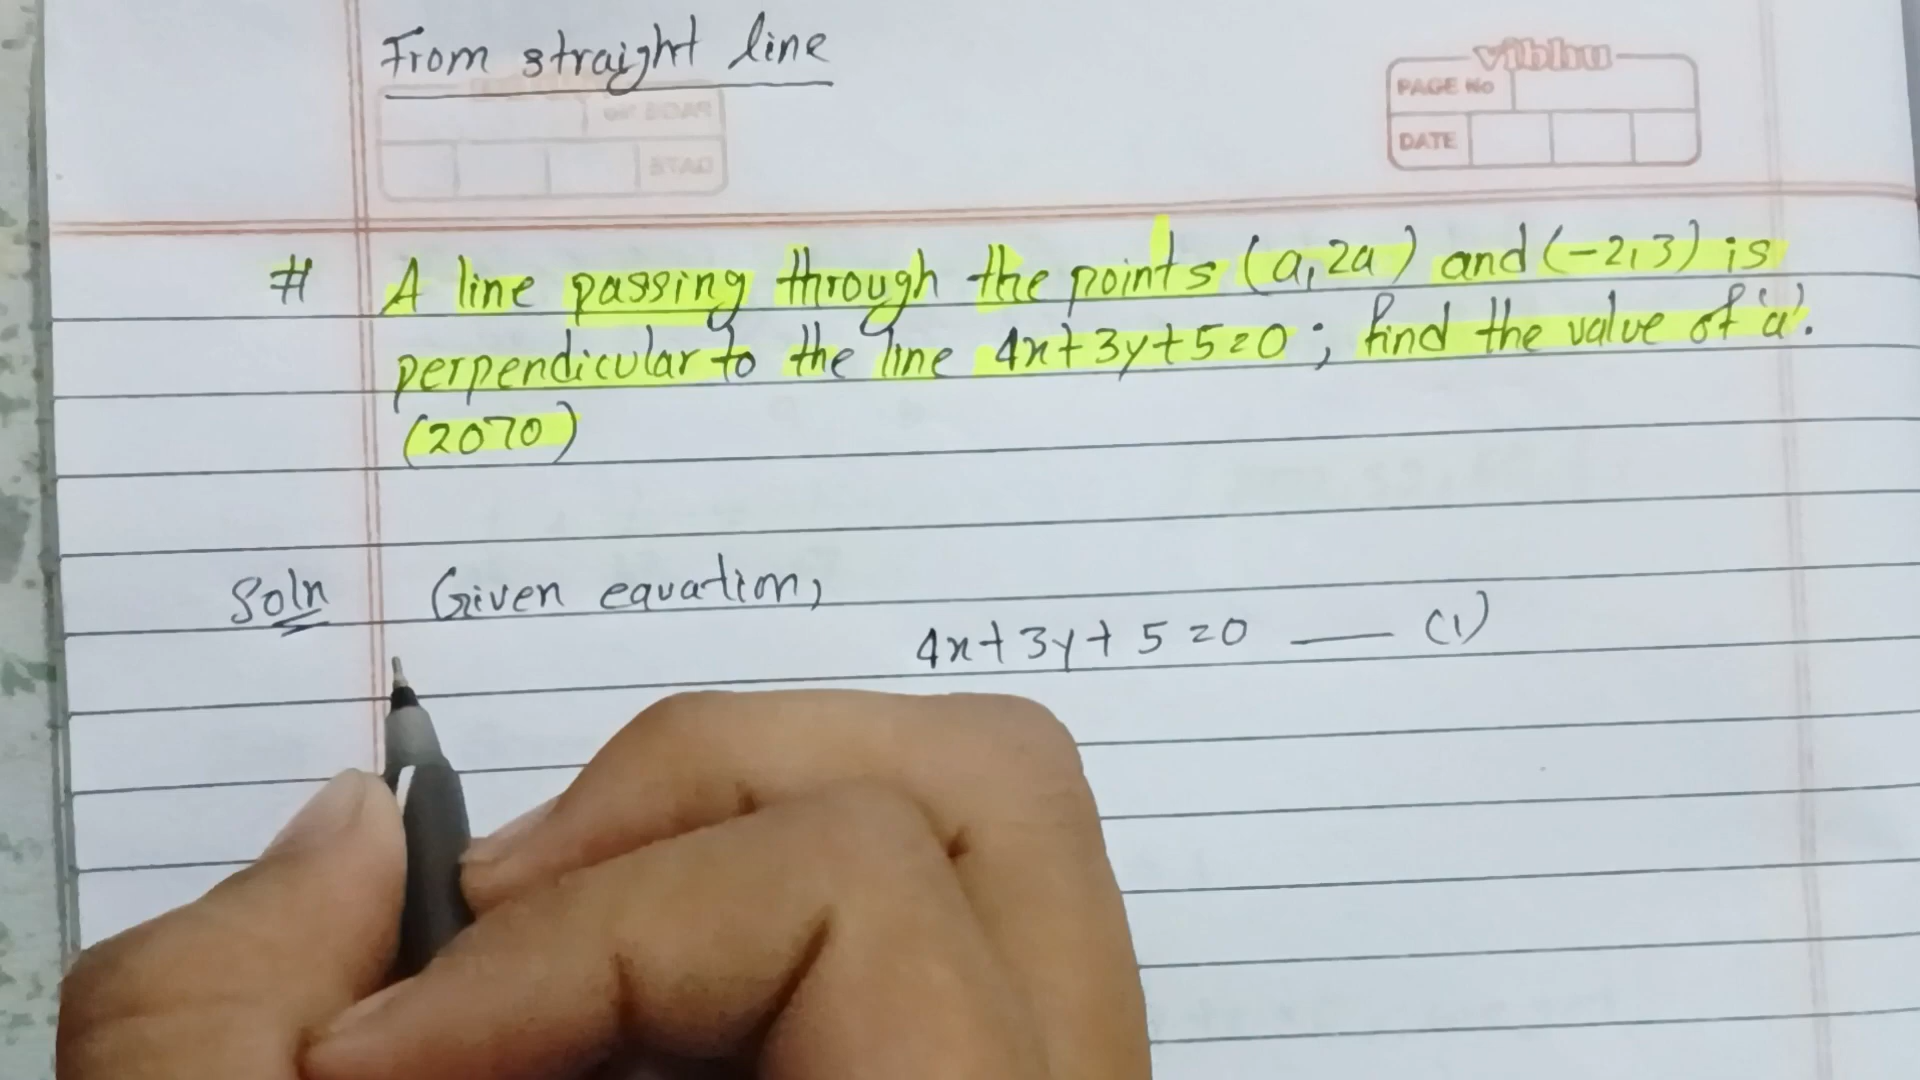 From straight line
vibhu
PAGE No
DATE
# A line passing through the points (a, 2a) and (-2, 3) is
perpendicular to the line 4x+3y+5=0; find the value of 'a'.
(2070)
Soln Given equation,
4x+3y+5=0 — (1)